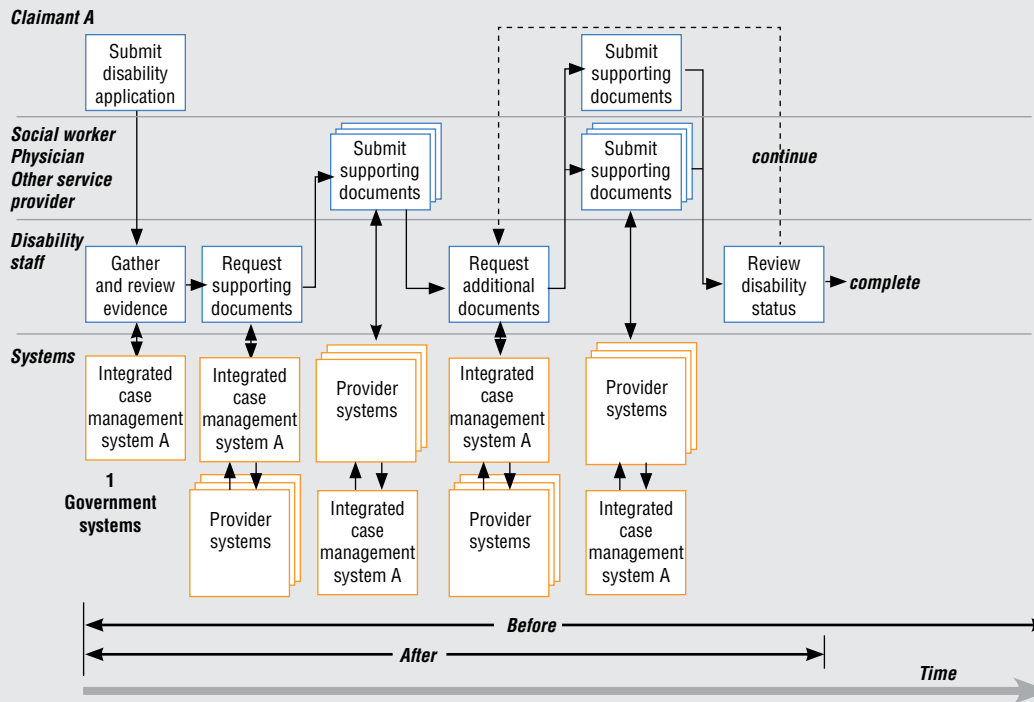 Claimant A
Submit
disability
application
Submit
supporting
documents
Social worker
Physician
Other service
provider
Submit
supporting
documents
Submit
supporting
documents
continue
Disability
staff
Gather
and review
evidence
Request
supporting
documents
Request
additional
documents
Review
disability
status
complete
Systems
Integrated
case
management
system A
Integrated
case
management
system A
Provider
systems
Integrated
case
management
system A
Provider
systems
1
Government
systems
Provider
systems
Integrated
case
management
system A
Provider
systems
Integrated
case
management
system A
Before
After
Time